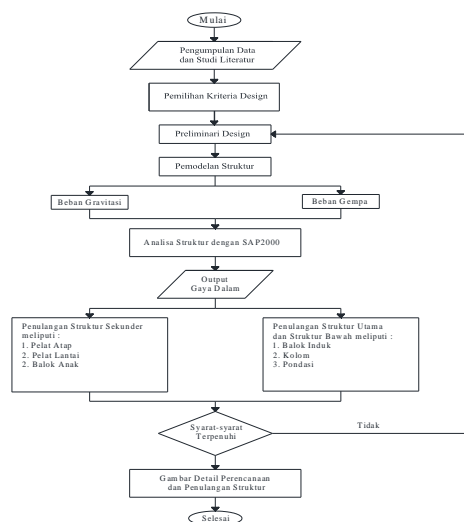 Mulai
Pengumpulan Data
dan Studi Literatur
Pemilihan Kriteria Design
Preliminari Design
Pemodelan Struktur
Beban Gravitasi
Beban Gempa
Analisa Struktur dengan SAP2000
Output
Gaya Dalam
Penulangan Struktur Sekunder
meliputi :
1. Pelat Atap
2. Pelat Lantai
2. Balok Anak
Penulangan Struktur Utama
dan Struktur Bawah meliputi :
1. Balok Induk
2. Kolom
3. Pondasi
Syarat-syarat
Terpenuhi
Tidak
Gambar Detail Perencanaan
dan Penulangan Struktur
Selesai